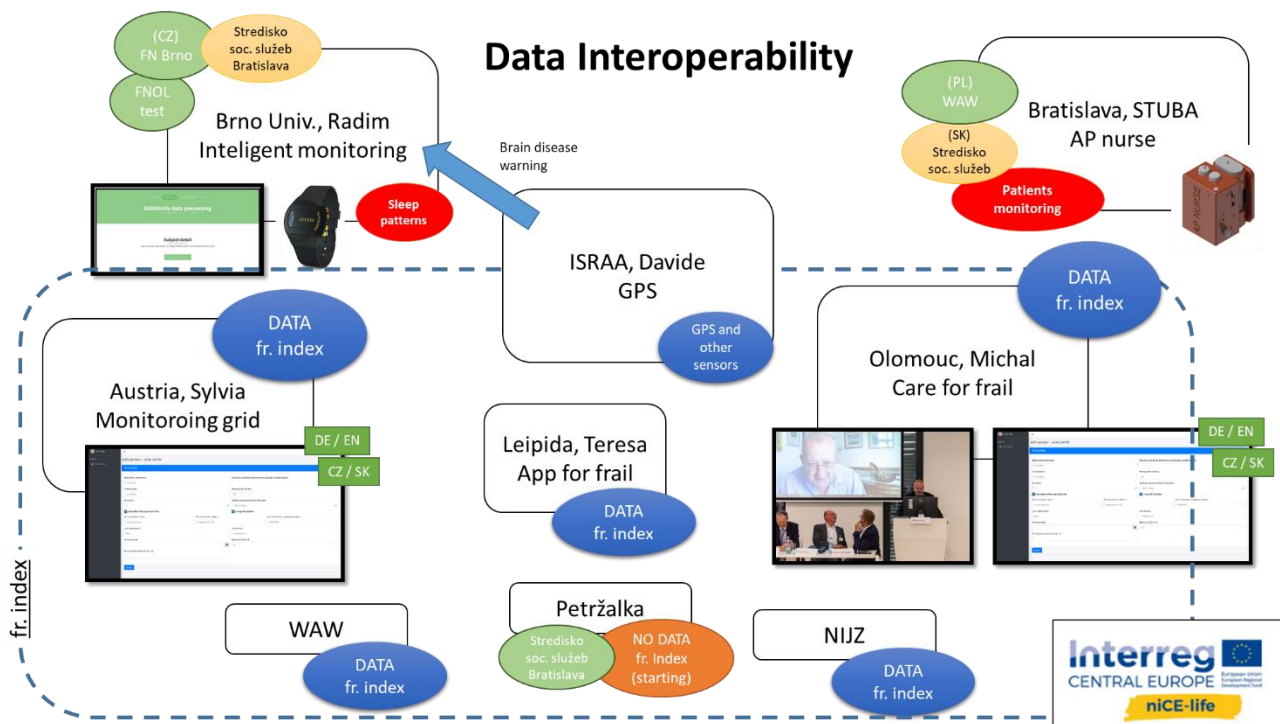 Data Interoperability
(CZ)
FN Brno
Stredisko
soc. služeb
Bratislava
FNOL
test
Brno Univ., Radim
Inteligent monitoring
Sleep
patterns
Brain disease
warning
(PL)
WAW
(SK)
Stredisko
soc. služeb
Bratislava, STUBA
AP nurse
Patients
monitoring
AP NURSE
ISRAA, Davide
GPS
GPS and
other
sensors
DATA
fr. index
Austria, Sylvia
Monitoroing grid
DE / EN
CZ / SK
Leipida, Teresa
App for frail
DATA
fr. index
DATA
fr. index
Olomouc, Michal
Care for frail
DE / EN
CZ / SK
fr. index
WAW
DATA
fr. index
Petržalka
Stredisko
soc. služeb
Bratislava
NO DATA
fr. Index
(starting)
NIJZ
DATA
fr. index
Interreg
CENTRAL EUROPE
European Union
European Regional
Development Fund
niCE-life